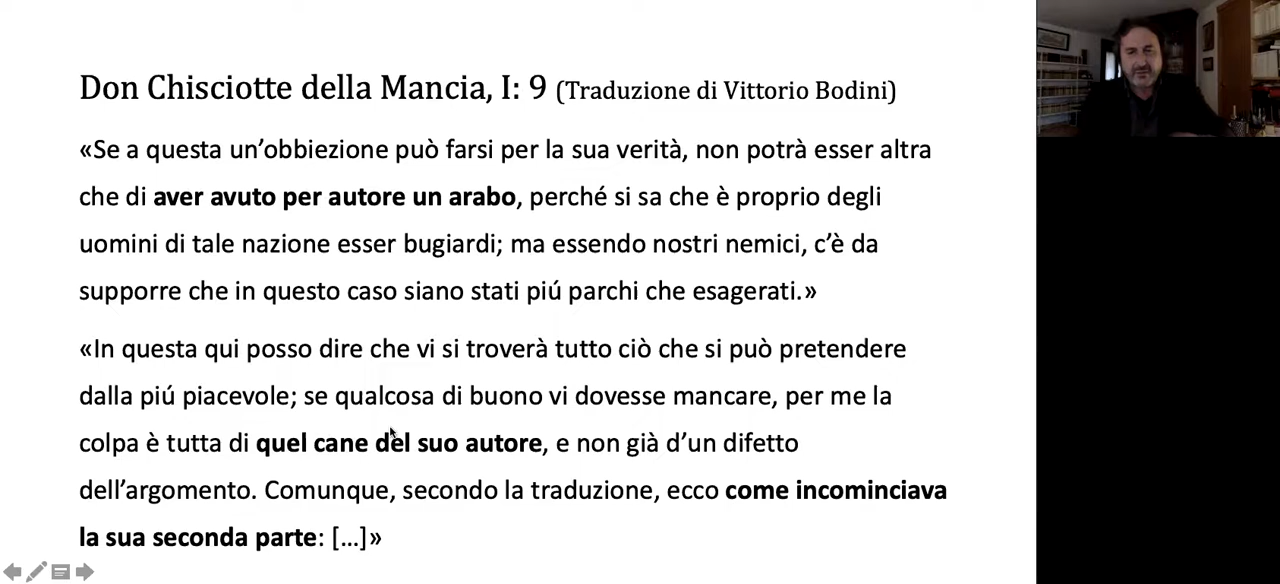 Don Chisciotte della Mancia, I: 9 (Traduzione di Vittorio Bodini)
«Se a questa un’obbiezione può farsi per la sua verità, non potrà esser altra
che di aver avuto per autore un arabo, perché si sa che è proprio degli
uomini di tale nazione esser bugiardi; ma essendo nostri nemici, c’è da
supporre che in questo caso siano stati piú parchi che esagerati.»
«In questa qui posso dire che vi si troverà tutto ciò che si può pretendere
dalla piú piacevole; se qualcosa di buono vi dovesse mancare, per me la
colpa è tutta di quel cane del suo autore, e non già d’un difetto
dell’argomento. Comunque, secondo la traduzione, ecco come incominciava
la sua seconda parte: […]»